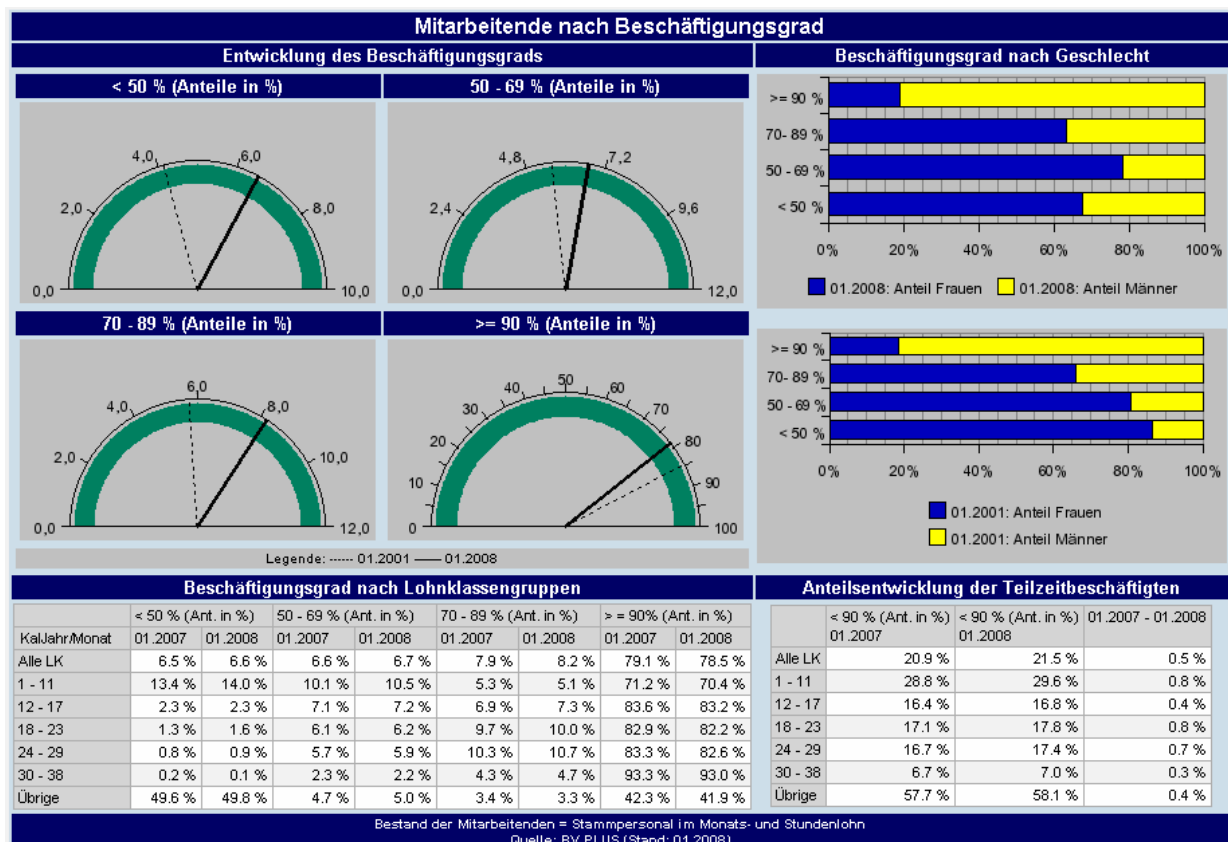 Mitarbeitende nach Beschäftigungsgrad
Entwicklung des Beschäftigungsgrads
< 50 % (Anteile in %)
50 - 69 % (Anteile in %)
4,0
6,0
2,0
8,0
0,0
10,0
4,8
7,2
2,4
9,6
0,0
12,0
70 - 89 % (Anteile in %)
>= 90 % (Anteile in %)
6,0
4,0
8,0
2,0
10,0
0,0
12,0
50
40
60
30
70
20
80
10
90
0
100
Legende: ------ 01.2001 —— 01.2008
Beschäftigungsgrad nach Geschlecht
>= 90 %
70- 89 %
50 - 69 %
< 50 %
0% 20% 40% 60% 80% 100%
01.2008: Anteil Frauen 01.2008: Anteil Männer
>= 90 %
70- 89 %
50 - 69 %
< 50 %
0% 20% 40% 60% 80% 100%
01.2001: Anteil Frauen
01.2001: Anteil Männer
Beschäftigungsgrad nach Lohnklassengruppen
< 50 % (Ant. in %) 50 - 69 % (Ant. in %) 70 - 89 % (Ant. in %) > = 90% (Ant. in %)
KalJahr/Monat 01.2007 01.2008 01.2007 01.2008 01.2007 01.2008 01.2007 01.2008
Alle LK 6.5 % 6.6 % 6.6 % 6.7 % 7.9 % 8.2 % 79.1 % 78.5 %
1 - 11 13.4 % 14.0 % 10.1 % 10.5 % 5.3 % 5.1 % 71.2 % 70.4 %
12 - 17 2.3 % 2.3 % 7.1 % 7.2 % 6.9 % 7.3 % 83.6 % 83.2 %
18 - 23 1.3 % 1.6 % 6.1 % 6.2 % 9.7 % 10.0 % 82.9 % 82.2 %
24 - 29 0.8 % 0.9 % 5.7 % 5.9 % 10.3 % 10.7 % 83.3 % 82.6 %
30 - 38 0.2 % 0.1 % 2.3 % 2.2 % 4.3 % 4.7 % 93.3 % 93.0 %
Übrige 49.6 % 49.8 % 4.7 % 5.0 % 3.4 % 3.3 % 42.3 % 41.9 %
Anteilsentwicklung der Teilzeitbeschäftigten
< 90 % (Ant. in %) < 90 % (Ant. in %) 01.2007 - 01.2008
01.2007 01.2008
Alle LK 20.9 % 21.5 % 0.5 %
1 - 11 28.8 % 29.6 % 0.8 %
12 - 17 16.4 % 16.8 % 0.4 %
18 - 23 17.1 % 17.8 % 0.8 %
24 - 29 16.7 % 17.4 % 0.7 %
30 - 38 6.7 % 7.0 % 0.3 %
Übrige 57.7 % 58.1 % 0.4 %
Bestand der Mitarbeitenden = Stammpersonal im Monats- und Stundenlohn
Quelle: BV PLUS (Stand: 01.2008)